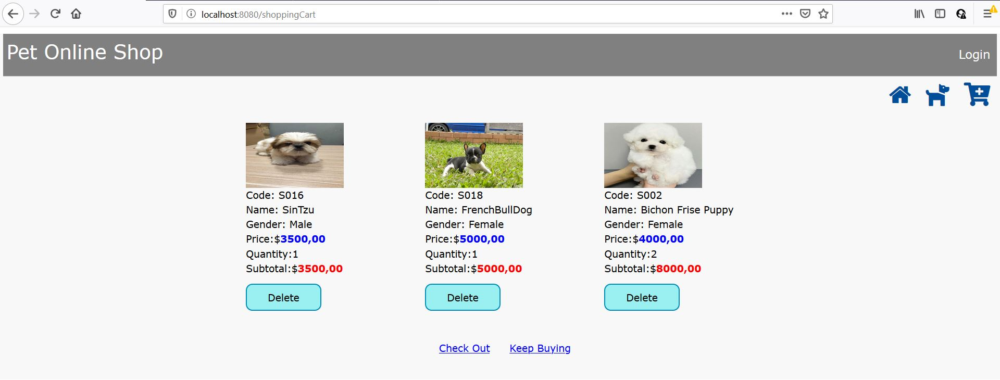 localhost:8080/shoppingCart
Pet Online Shop
Login
Code: S016
Name: SinTzu
Gender: Male
Price:$3500,00
Quantity:1
Subtotal:$3500,00
Delete
Code: S018
Name: FrenchBullDog
Gender: Female
Price:$5000,00
Quantity:1
Subtotal:$5000,00
Delete
Code: S002
Name: Bichon Frise Puppy
Gender: Female
Price:$4000,00
Quantity:2
Subtotal:$8000,00
Delete
Check Out
Keep Buying